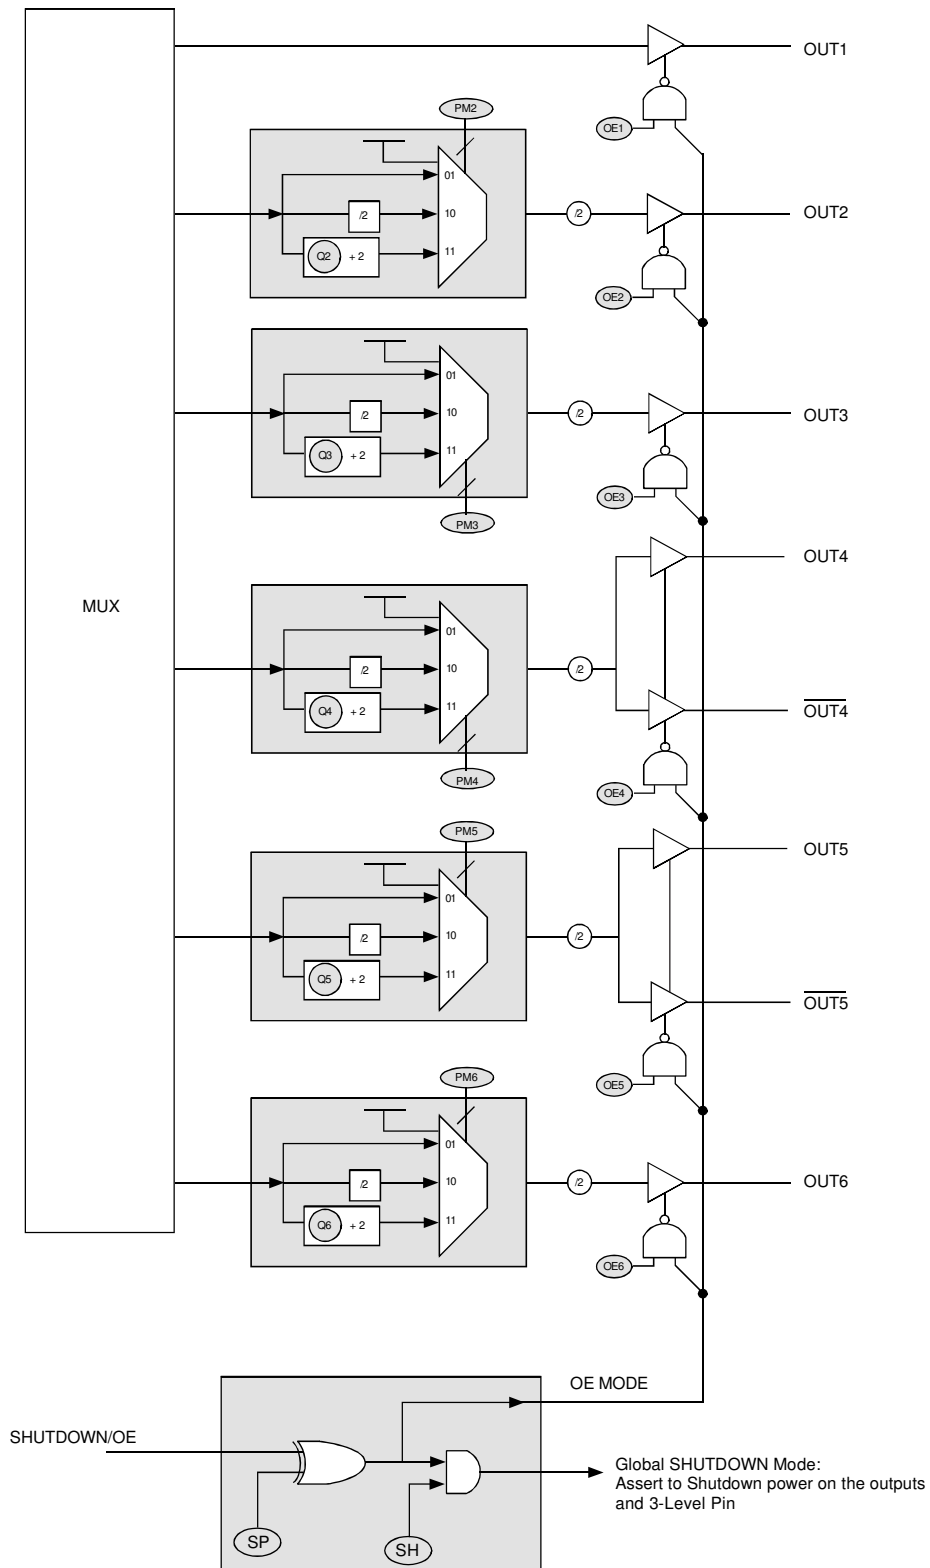 OUT1
OE1
PM2
01
/2 10
Q2 + 2 11
/2
OUT2
OE2
01
/2 10
Q3 + 2 11
PM3
/2
OUT3
OE3
MUX
01
/2 10
Q4 + 2 11
PM4
/2
OUT4
OUT4
OE4
PM5
01
/2 10
Q5 + 2 11
/2
OUT5
OUT5
OE5
PM6
01
/2 10
Q6 + 2 11
/2
OUT6
OE6
OE MODE
SHUTDOWN/OE
SP
SH
Global SHUTDOWN Mode:
Assert to Shutdown power on the outputs
and 3-Level Pin